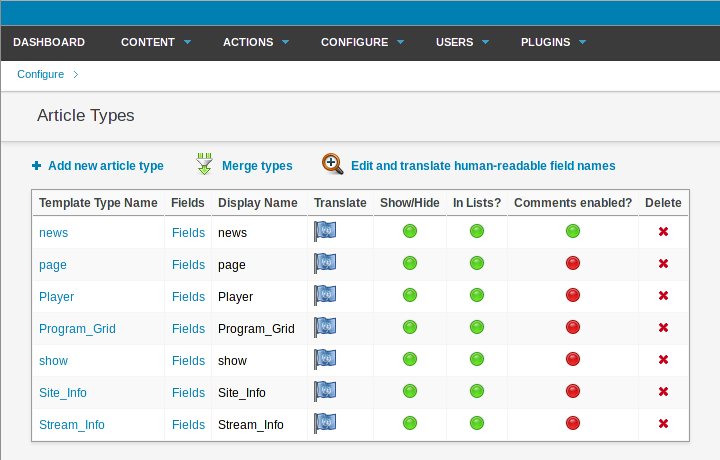 DASHBOARD CONTENT ACTIONS CONFIGURE USERS PLUGINS
Configure
Article Types
Add new article type Merge types Edit and translate human-readable field names
Template Type Name Fields Display Name Translate Show/Hide In Lists? Comments enabled? Delete
news Fields news
page Fields page
Player Fields Player
Program_Grid Fields Program_Grid
show Fields show
Site_Info Fields Site_Info
Stream_Info Fields Stream_Info